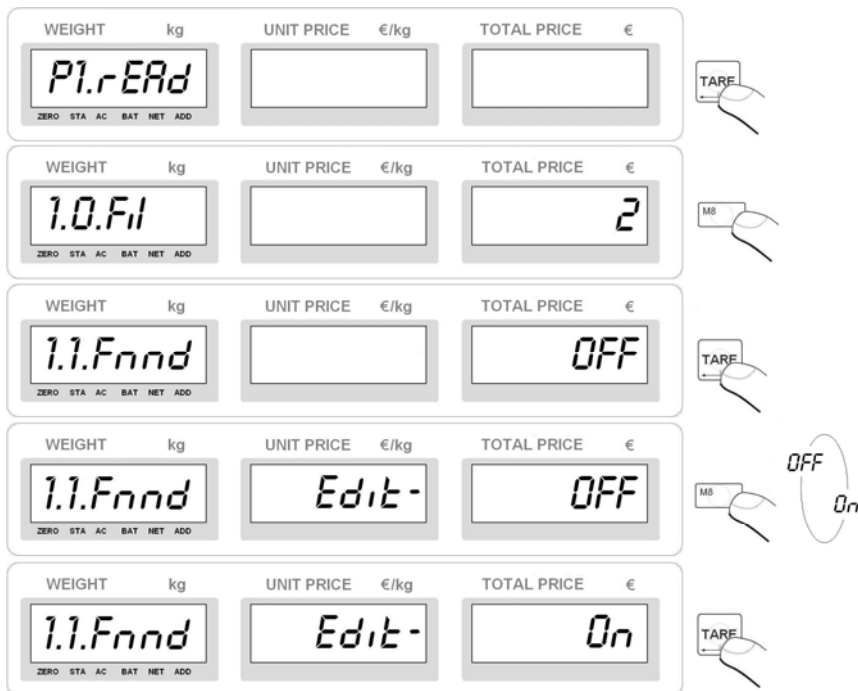 WEIGHT kg UNIT PRICE €/kg TOTAL PRICE €
P1.rEAd
TARE
ZERO STA AC BAT NET ADD
WEIGHT kg UNIT PRICE €/kg TOTAL PRICE €
1.0.Fil 2
M8
ZERO STA AC BAT NET ADD
WEIGHT kg UNIT PRICE €/kg TOTAL PRICE €
1.1.Fnnd OFF
TARE
ZERO STA AC BAT NET ADD
WEIGHT kg UNIT PRICE €/kg TOTAL PRICE €
OFF
1.1.Fnnd Edit- OFF
M8
On
ZERO STA AC BAT NET ADD
WEIGHT kg UNIT PRICE €/kg TOTAL PRICE €
1.1.Fnnd Edit- On
TARE
ZERO STA AC BAT NET ADD